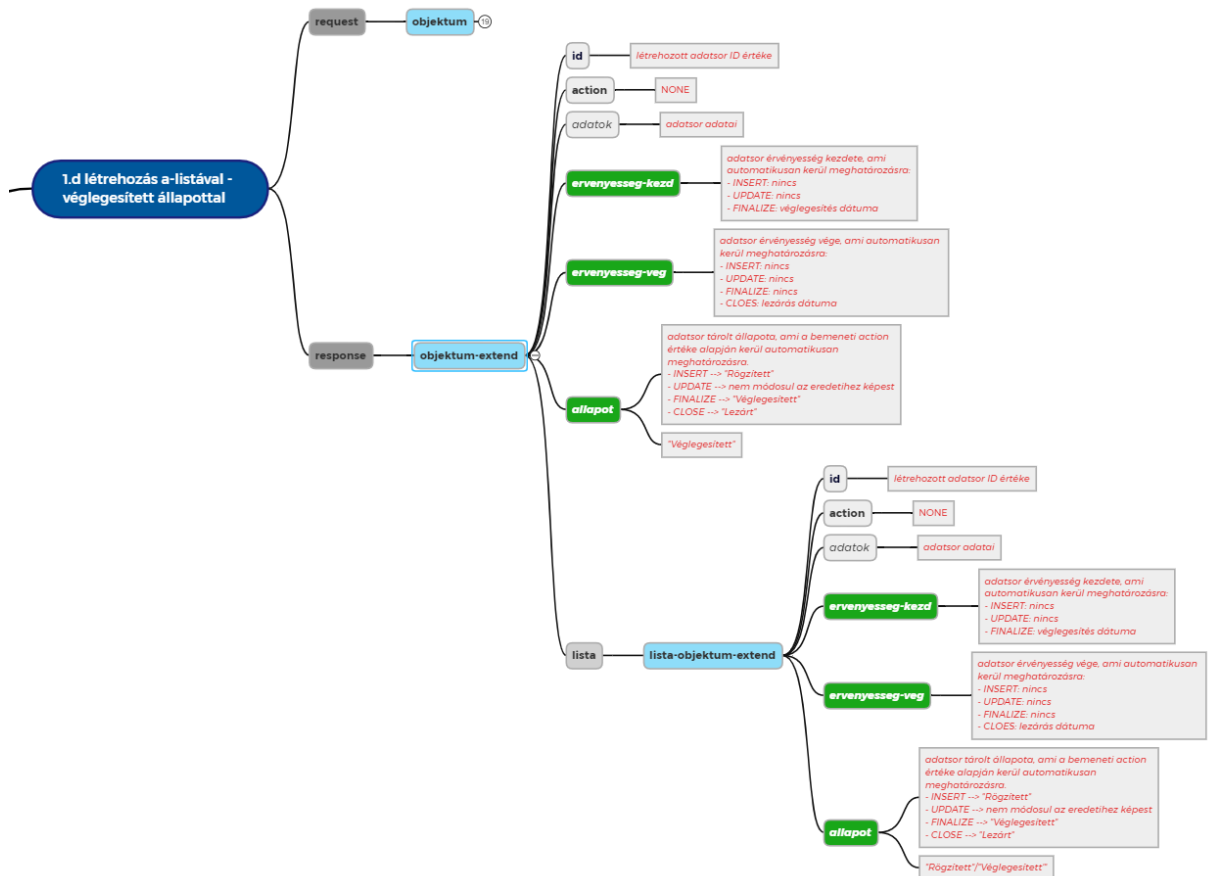 request
objektum
19
id
létrehozott adatsor ID értéke
action
NONE
adatok
adatsor adatai
1.d létrehozás a-listával -
véglegesített állapottal
ervenyesseg-kezd
adatsor érvényesség kezdete, ami
automatikusan kerül meghatározásra:
- INSERT: nincs
- UPDATE: nincs
- FINALIZE: véglegesítés dátuma
ervenyesseg-veg
adatsor érvényesség vége, ami automatikusan
kerül meghatározásra:
- INSERT: nincs
- UPDATE: nincs
- FINALIZE: nincs
- CLOES: lezárás dátuma
response
objektum-extend
allapot
adatsor tárolt állapota, ami a bemeneti action
értéke alapján kerül automatikusan
meghatározásra.
- INSERT --> "Rögzített"
- UPDATE --> nem módosul az eredetihez képest
- FINALIZE --> "Véglegesített"
- CLOSE --> "Lezárt"
"Véglegesített"
lista
lista-objektum-extend
id
létrehozott adatsor ID értéke
action
NONE
adatok
adatsor adatai
ervenyesseg-kezd
adatsor érvényesség kezdete, ami
automatikusan kerül meghatározásra:
- INSERT: nincs
- UPDATE: nincs
- FINALIZE: véglegesítés dátuma
ervenyesseg-veg
adatsor érvényesség vége, ami automatikusan
kerül meghatározásra:
- INSERT: nincs
- UPDATE: nincs
- FINALIZE: nincs
- CLOES: lezárás dátuma
allapot
adatsor tárolt állapota, ami a bemeneti action
értéke alapján kerül automatikusan
meghatározásra.
- INSERT --> "Rögzített"
- UPDATE --> nem módosul az eredetihez képest
- FINALIZE --> "Véglegesített"
- CLOSE --> "Lezárt"
"Rögzített"/"Véglegesített"'